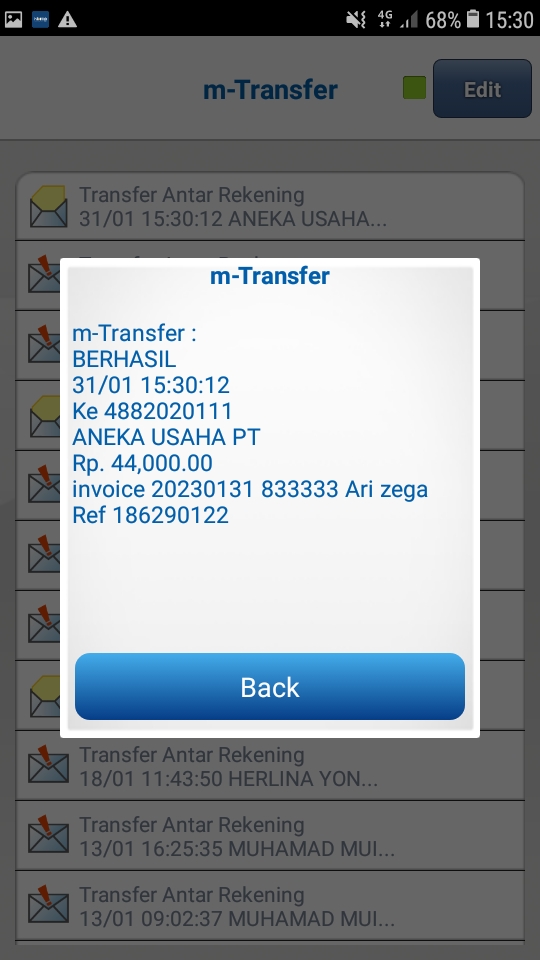 4G 68% 15:30
m-Transfer
Edit
Transfer Antar Rekening
31/01 15:30:12 ANEKA USAHA...
m-Transfer
m-Transfer :
BERHASIL
31/01 15:30:12
Ke 4882020111
ANEKA USAHA PT
Rp. 44,000.00
invoice 20230131 833333 Ari zega
Ref 186290122
Back
Transfer Antar Rekening
18/01 11:43:50 HERLINA YON...
Transfer Antar Rekening
13/01 16:25:35 MUHAMAD MUI...
Transfer Antar Rekening
13/01 09:02:37 MUHAMAD MUI...